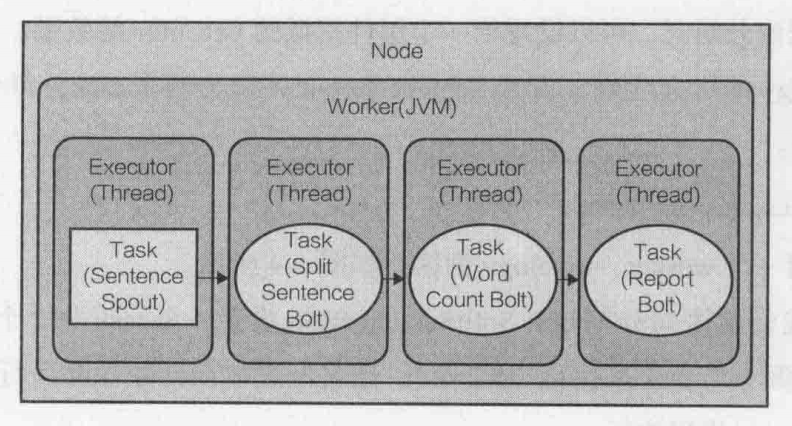 Node
Worker(JVM)
Executor
(Thread)
Executor
(Thread)
Executor
(Thread)
Executor
(Thread)
Task
(Sentence
Spout)
Task
(Split
Sentence
Bolt)
Task
(Word
Count Bolt)
Task
(Report
Bolt)